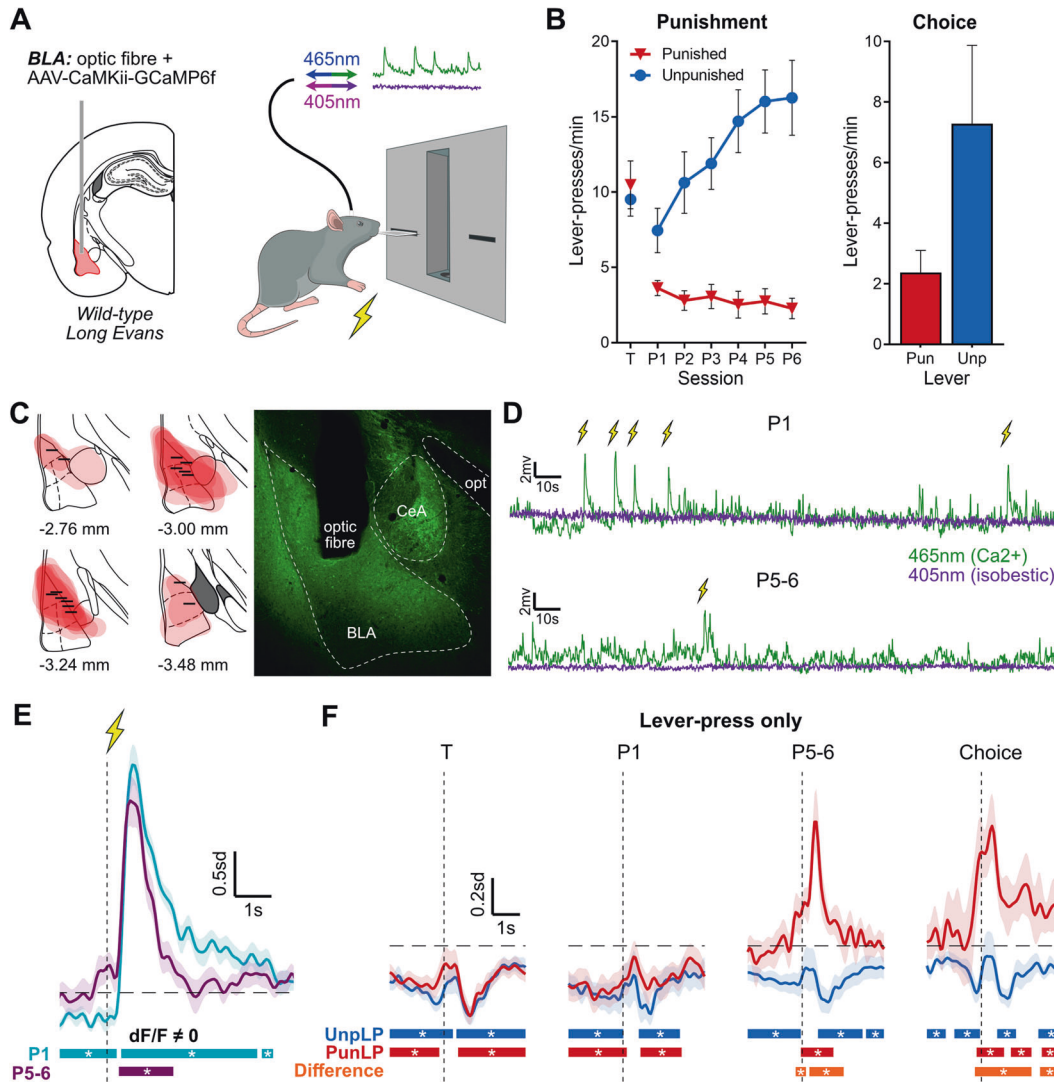 A
BLA: optic fibre +
AAV-CaMKii-GCaMP6f
465nm
405nm
Wild-type
Long Evans
B
Punishment
Choice
Punished
Unpunished
Lever-presses/min
20
15
10
5
0
T P1 P2 P3 P4 P5 P6
Session
Lever-presses/min
10
8
6
4
2
0
Pun Unp
Lever
C
-2.76 mm
-3.00 mm
-3.24 mm
-3.48 mm
optic
fibre
CeA
opt
BLA
D
P1
2mv
10s
465nm (Ca2+)
405nm (isobestic)
P5-6
2mv
10s
E
0.5sd
1s
dF/F ≠ 0
P1 * * *
P5-6 *
F
Lever-press only
T P1 P5-6 Choice
0.2sd
1s
UnpLP * * * * * * * * * * *
PunLP * * * * * * * *
Difference * * * *